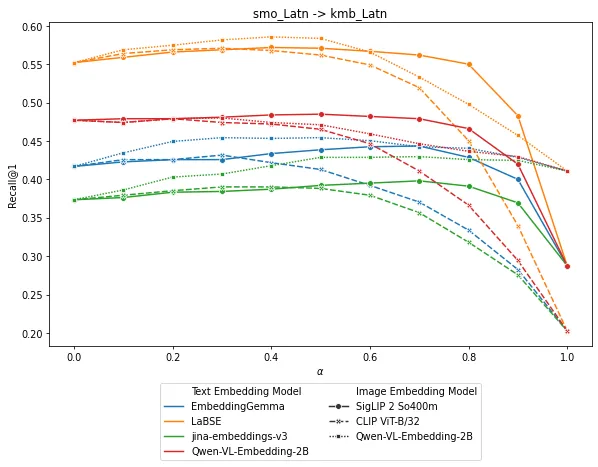 smo_Latn -> kmb_Latn
0.60
0.55
0.50
0.45
0.40
0.35
0.30
0.25
0.20
Recall@1
0.0 0.2 0.4 0.6 0.8 1.0
α
Text Embedding Model Image Embedding Model
EmbeddingGemma SigLIP 2 So400m
LaBSE CLIP ViT-B/32
jina-embeddings-v3 Qwen-VL-Embedding-2B
Qwen-VL-Embedding-2B